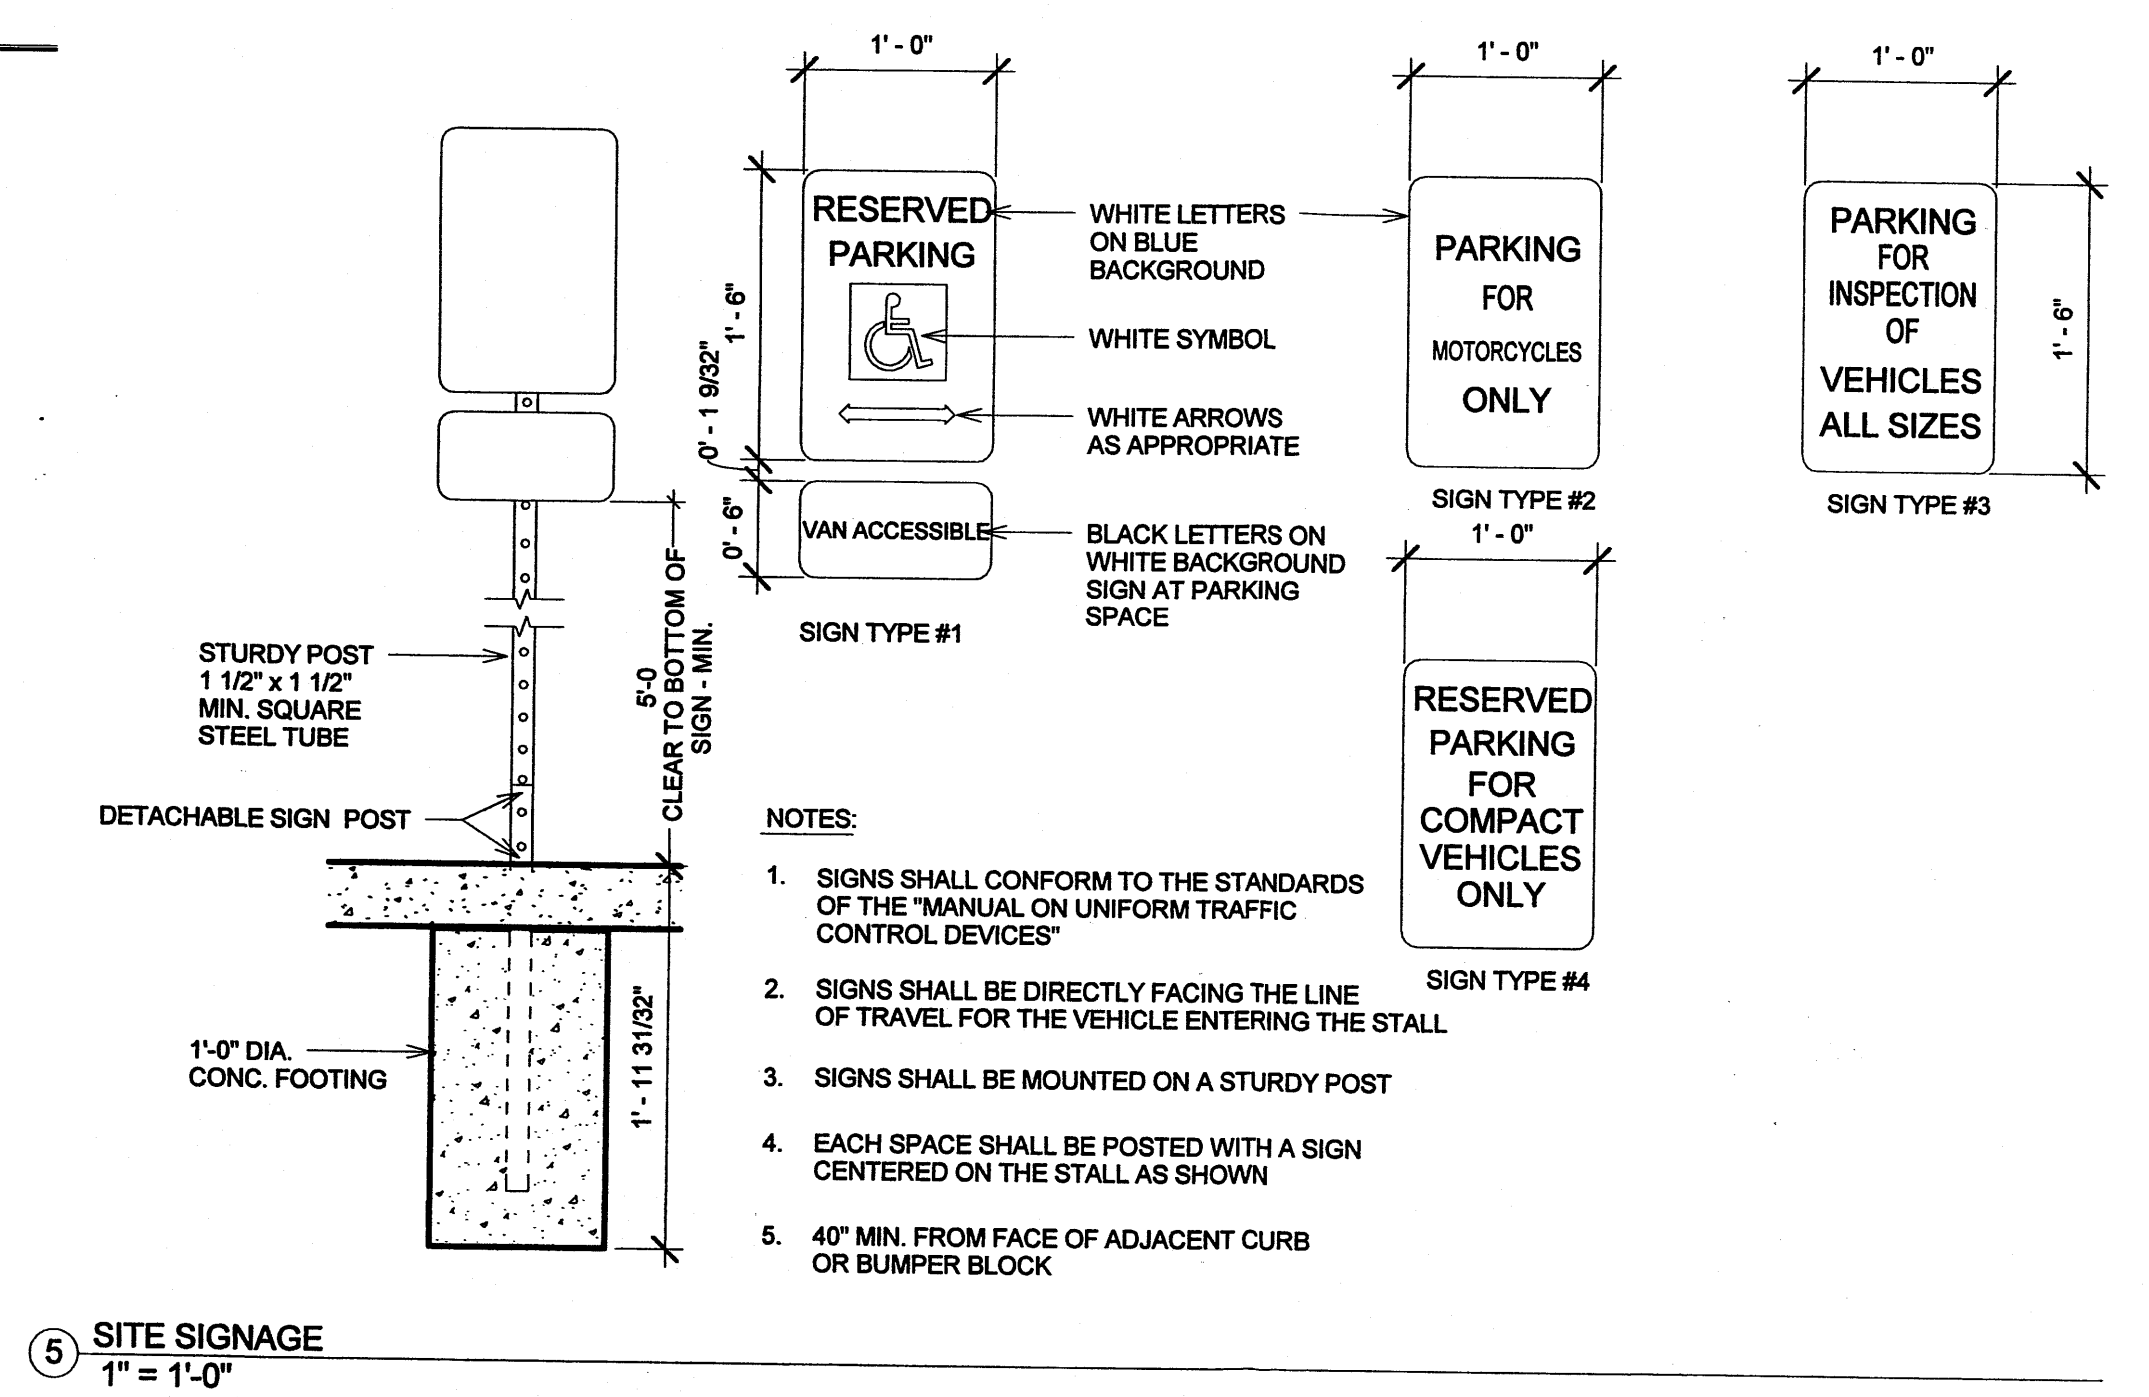 1' - 0"
1' - 0"
1' - 0"
RESERVED
PARKING
1' - 6"
0' - 1 9/32"
0' - 6"
VAN ACCESSIBLE
SIGN TYPE #1
WHITE LETTERS
ON BLUE
BACKGROUND
WHITE SYMBOL
WHITE ARROWS
AS APPROPRIATE
BLACK LETTERS ON
WHITE BACKGROUND
SIGN AT PARKING
SPACE
PARKING
FOR
MOTORCYCLES
ONLY
SIGN TYPE #2
PARKING
FOR
INSPECTION
OF
VEHICLES
ALL SIZES
1' - 6"
SIGN TYPE #3
1' - 0"
RESERVED
PARKING
FOR
COMPACT
VEHICLES
ONLY
SIGN TYPE #4
STURDY POST
1 1/2" x 1 1/2"
MIN. SQUARE
STEEL TUBE
5'-0
CLEAR TO BOTTOM OF
SIGN - MIN.
DETACHABLE SIGN POST
1'-0" DIA.
CONC. FOOTING
1' - 11 31/32"
NOTES:
1. SIGNS SHALL CONFORM TO THE STANDARDS
OF THE "MANUAL ON UNIFORM TRAFFIC
CONTROL DEVICES"
2. SIGNS SHALL BE DIRECTLY FACING THE LINE
OF TRAVEL FOR THE VEHICLE ENTERING THE STALL
3. SIGNS SHALL BE MOUNTED ON A STURDY POST
4. EACH SPACE SHALL BE POSTED WITH A SIGN
CENTERED ON THE STALL AS SHOWN
5. 40" MIN. FROM FACE OF ADJACENT CURB
OR BUMPER BLOCK
5 SITE SIGNAGE
1" = 1'-0"